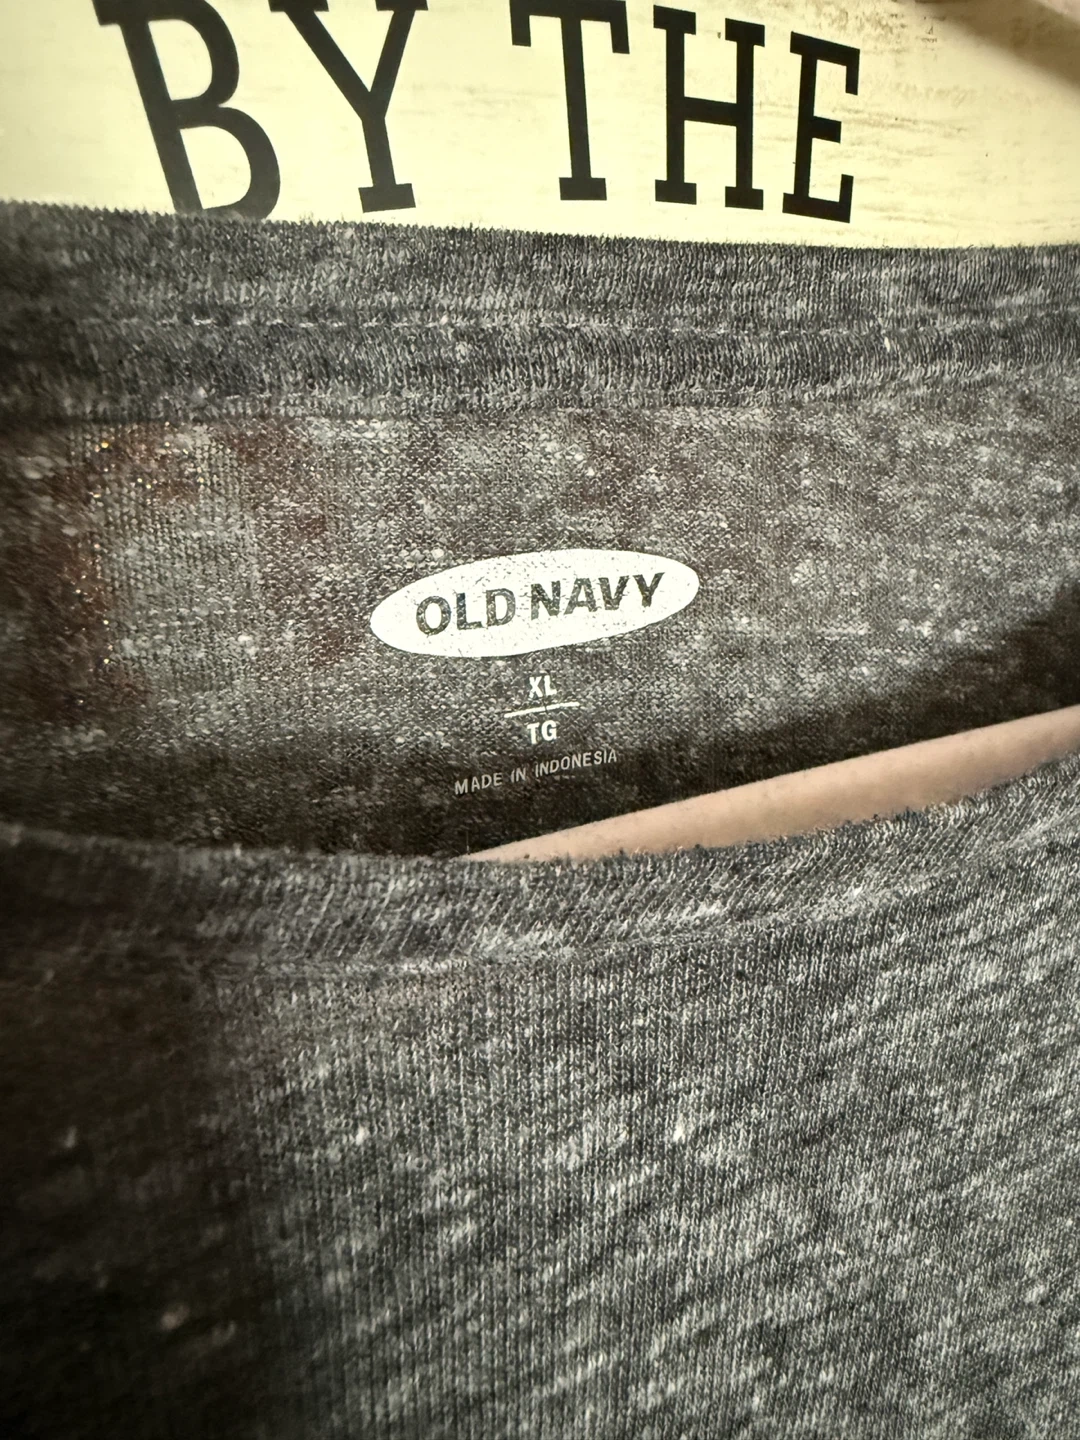 BY THE
OLD NAVY
XL
TG
MADE IN INDONESIA